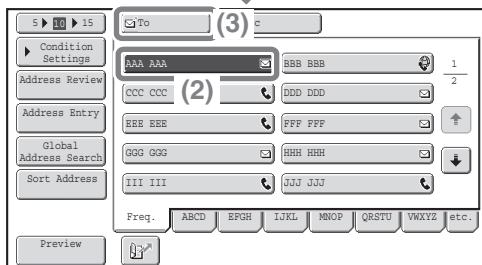 5 10 15
To
(3)
c
Condition
Settings
Address Review
Address Entry
Global
Address Search
Sort Address
Preview
AAA AAA
BBB BBB
(2)
CCC CCC
DDD DDD
EEE EEE
FFF FFF
GGG GGG
HHH HHH
III III
JJJ JJJ
1
2
Freq.
ABCD
EFGH
IJKL
MNOP
QRSTU
VWXYZ
etc.